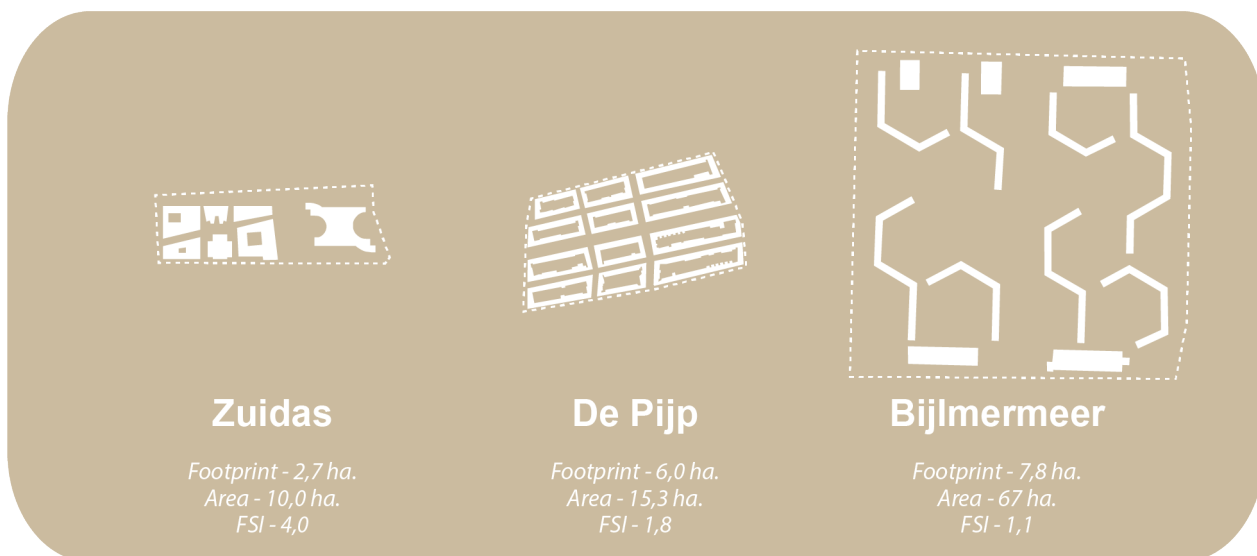 Zuidas
Footprint - 2,7 ha.
Area - 10,0 ha.
FSI - 4,0
De Pijp
Footprint - 6,0 ha.
Area - 15,3 ha.
FSI - 1,8
Bijlmermeer
Footprint - 7,8 ha.
Area - 67 ha.
FSI - 1,1